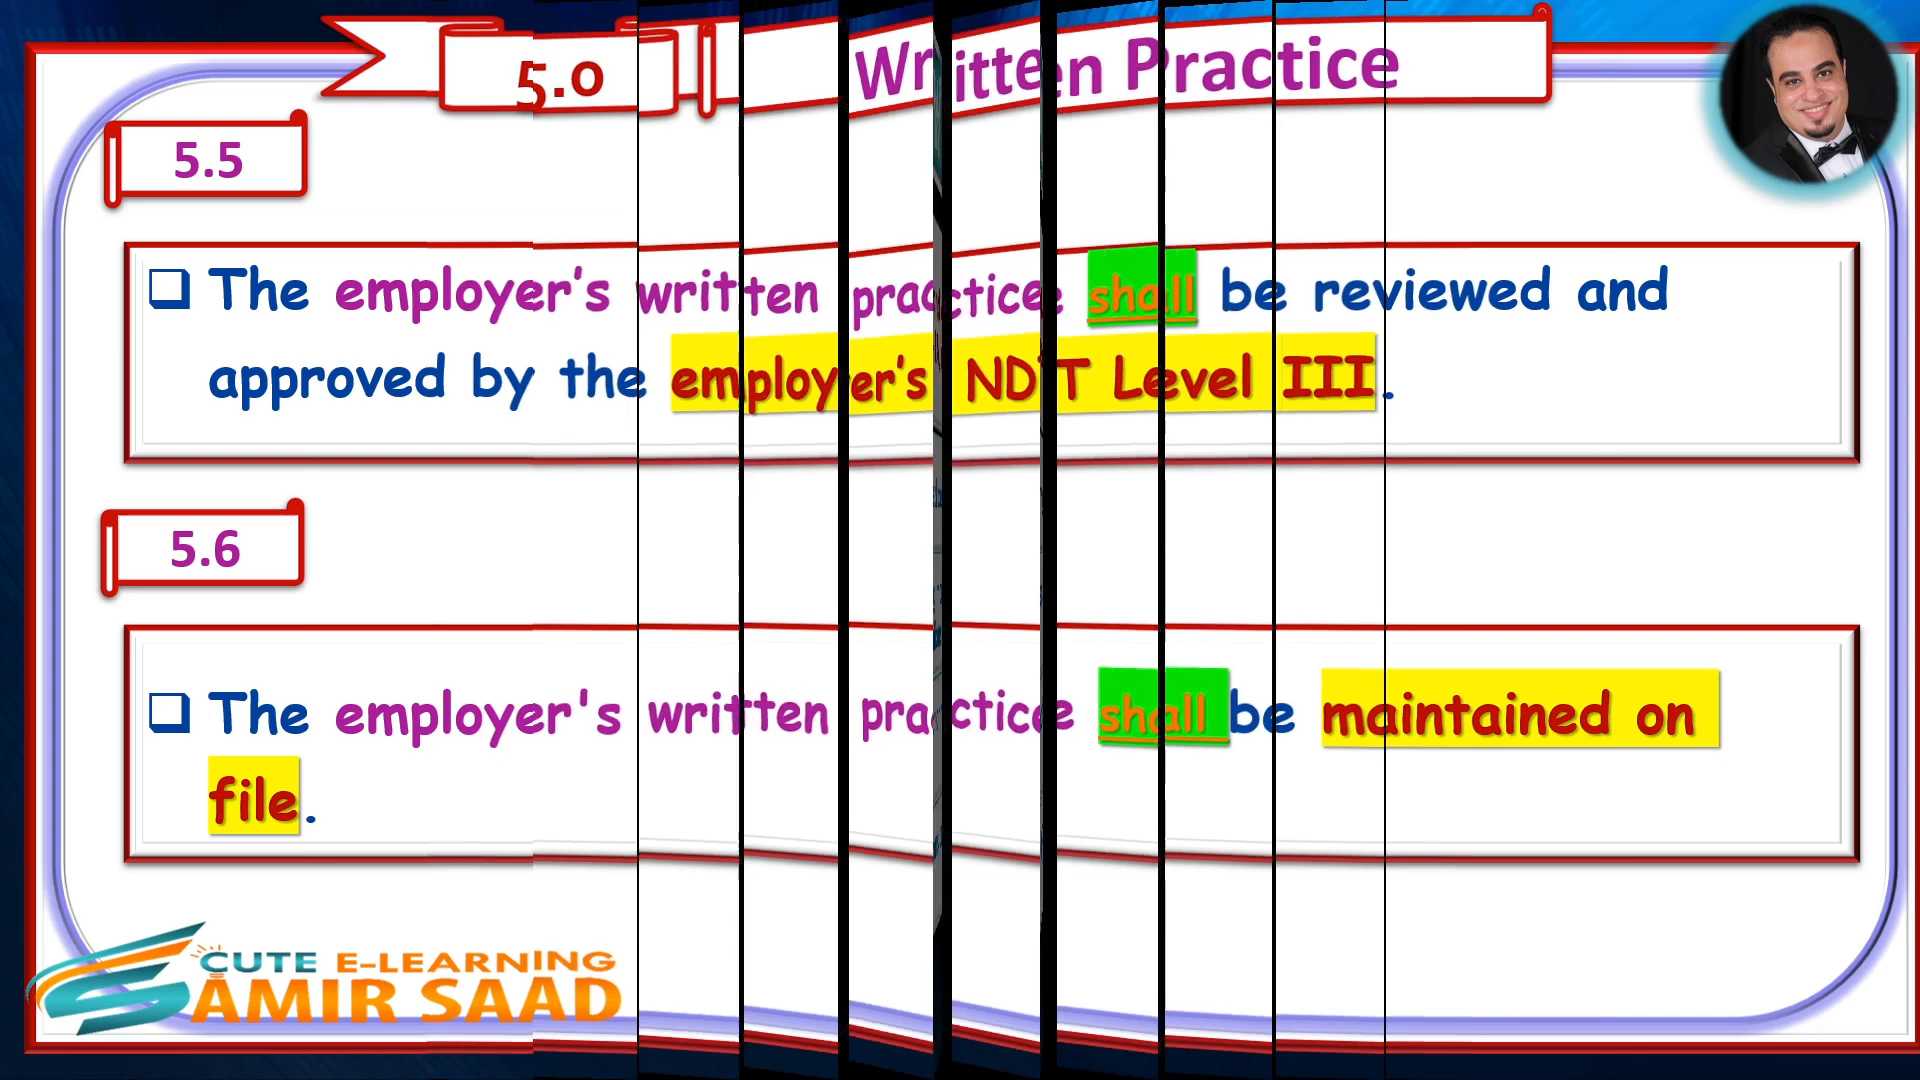 5.0 Written Practice
5.5
The employer’s written practice shall be reviewed and
approved by the employer’s NDT Level III.
5.6
The employer's written practice shall be maintained on
file.
CUTE E-LEARNING
AMIR SAAD